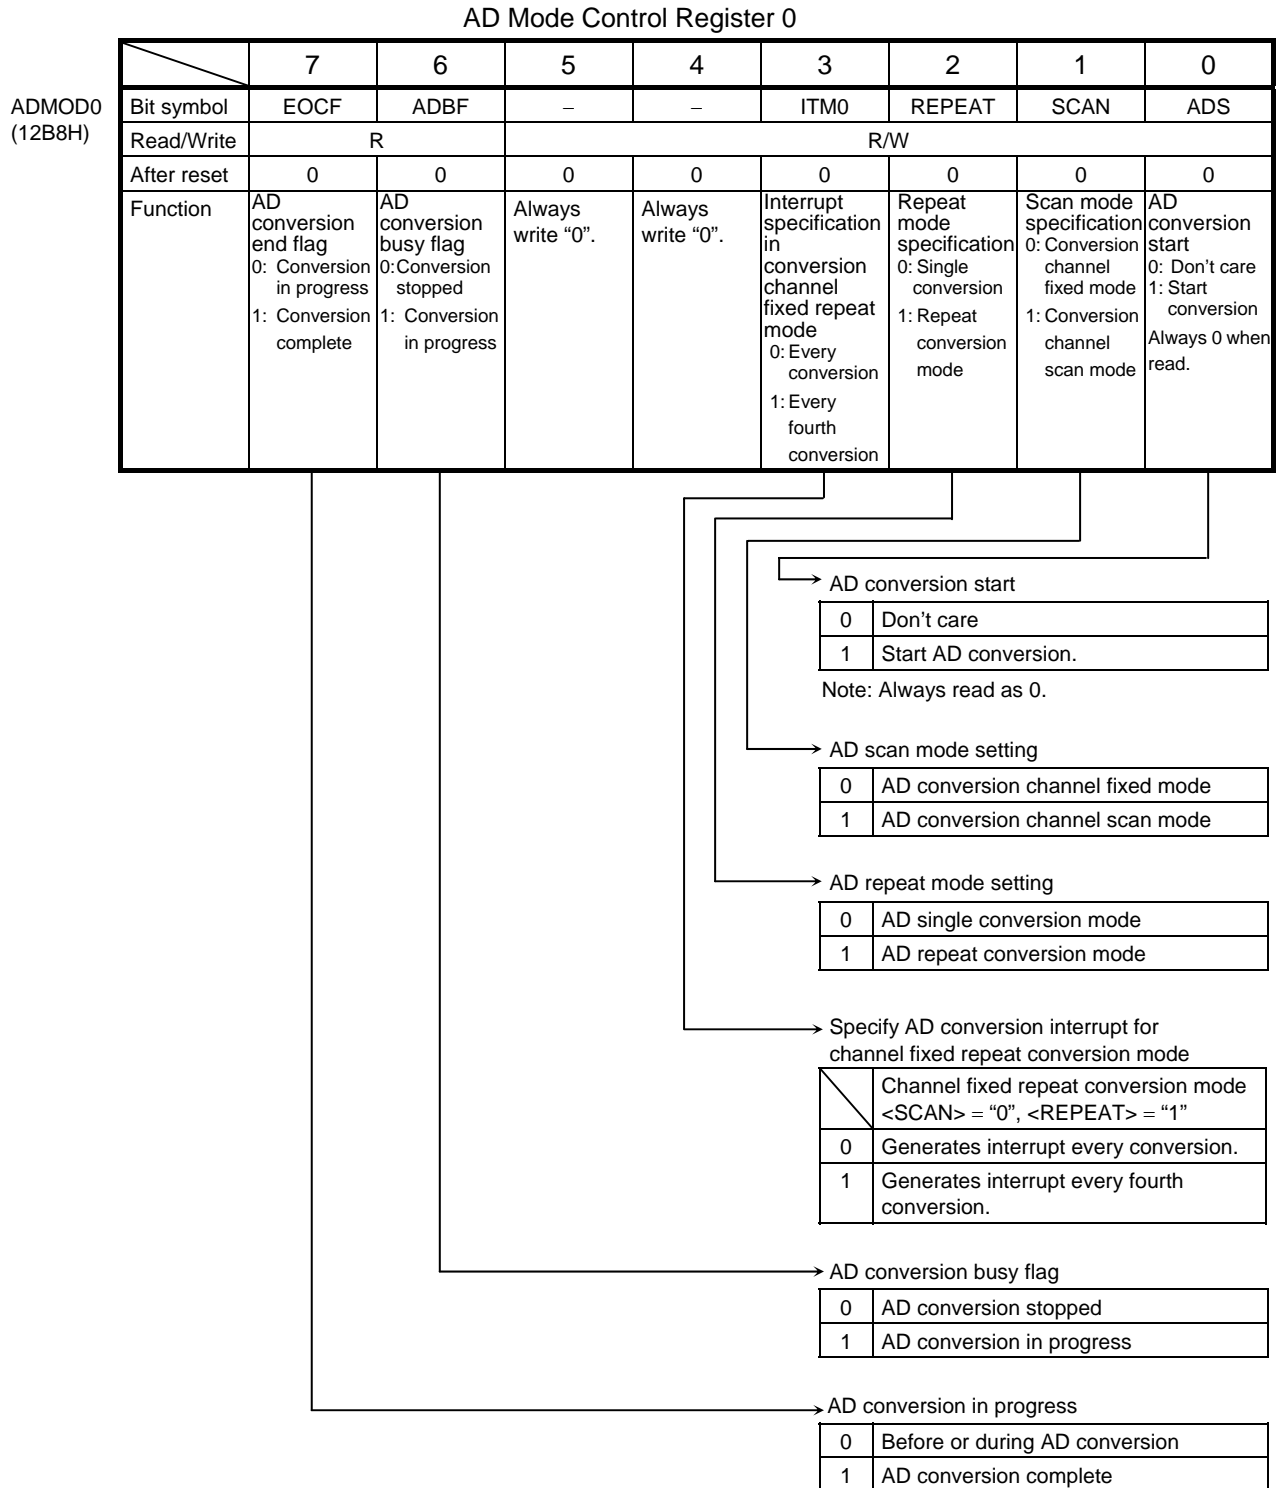 AD Mode Control Register 0
7 6 5 4 3 2 1 0
ADMOD0
(12B8H)
Bit symbol EOCF ADBF – – ITM0 REPEAT SCAN ADS
Read/Write R R/W
After reset 0 0 0 0 0 0 0 0
Function
AD
conversion
end flag
0: Conversion
in progress
1: Conversion
complete
AD
conversion
busy flag
0:Conversion
stopped
1: Conversion
in progress
Always
write “0”.
Always
write “0”.
Interrupt
specification
in
conversion
channel
fixed repeat
mode
0: Every
conversion
1: Every
fourth
conversion
Repeat
mode
specification
0: Single
conversion
1: Repeat
conversion
mode
Scan mode
specification
0: Conversion
channel
fixed mode
1: Conversion
channel
scan mode
AD
conversion
start
0: Don’t care
1: Start
conversion
Always 0 when
read.
AD conversion start
0 Don’t care
1 Start AD conversion.
Note: Always read as 0.
AD scan mode setting
0 AD conversion channel fixed mode
1 AD conversion channel scan mode
AD repeat mode setting
0 AD single conversion mode
1 AD repeat conversion mode
Specify AD conversion interrupt for
channel fixed repeat conversion mode
Channel fixed repeat conversion mode
<SCAN> = “0”, <REPEAT> = “1”
0 Generates interrupt every conversion.
1 Generates interrupt every fourth
conversion.
AD conversion busy flag
0 AD conversion stopped
1 AD conversion in progress
AD conversion in progress
0 Before or during AD conversion
1 AD conversion complete